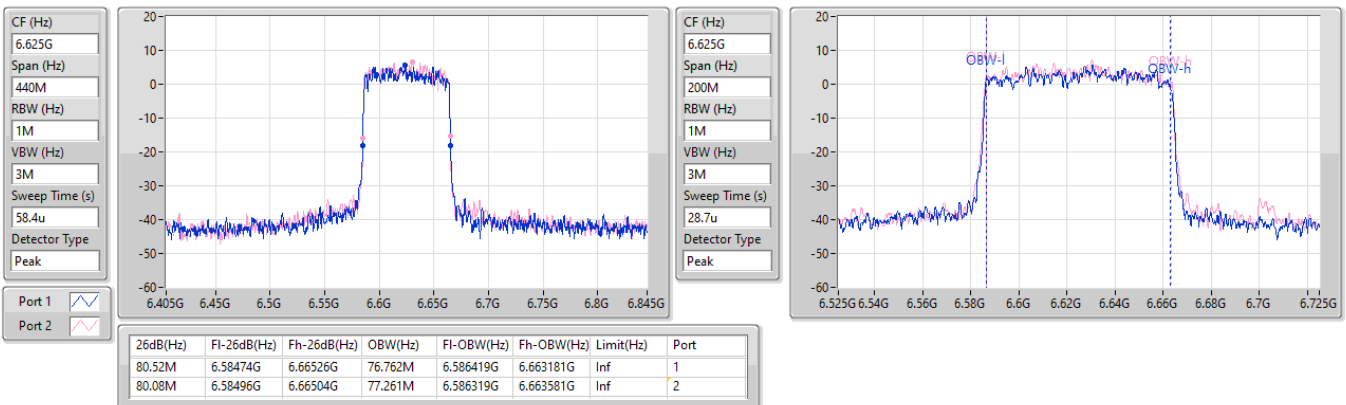 CF (Hz)
6.625G
Span (Hz)
440M
RBW (Hz)
1M
VBW (Hz)
3M
Sweep Time (s)
58.4u
Detector Type
Peak
20
10
0
-10
-20
-30
-40
-50
-60
6.405G 6.45G 6.5G 6.55G 6.6G 6.65G 6.7G 6.75G 6.8G 6.845G
CF (Hz)
6.625G
Span (Hz)
200M
RBW (Hz)
1M
VBW (Hz)
3M
Sweep Time (s)
28.7u
Detector Type
Peak
20
10
0
-10
-20
-30
-40
-50
-60
OBW-l
OBW-h
6.525G 6.54G 6.56G 6.58G 6.6G 6.62G 6.64G 6.66G 6.68G 6.7G 6.725G
Port 1
Port 2
26dB(Hz) Fl-26dB(Hz) Fh-26dB(Hz) OBW(Hz) Fl-OBW(Hz) Fh-OBW(Hz) Limit(Hz) Port
80.52M 6.58474G 6.66526G 76.762M 6.586419G 6.663181G Inf 1
80.08M 6.58496G 6.66504G 77.261M 6.586319G 6.663581G Inf 2